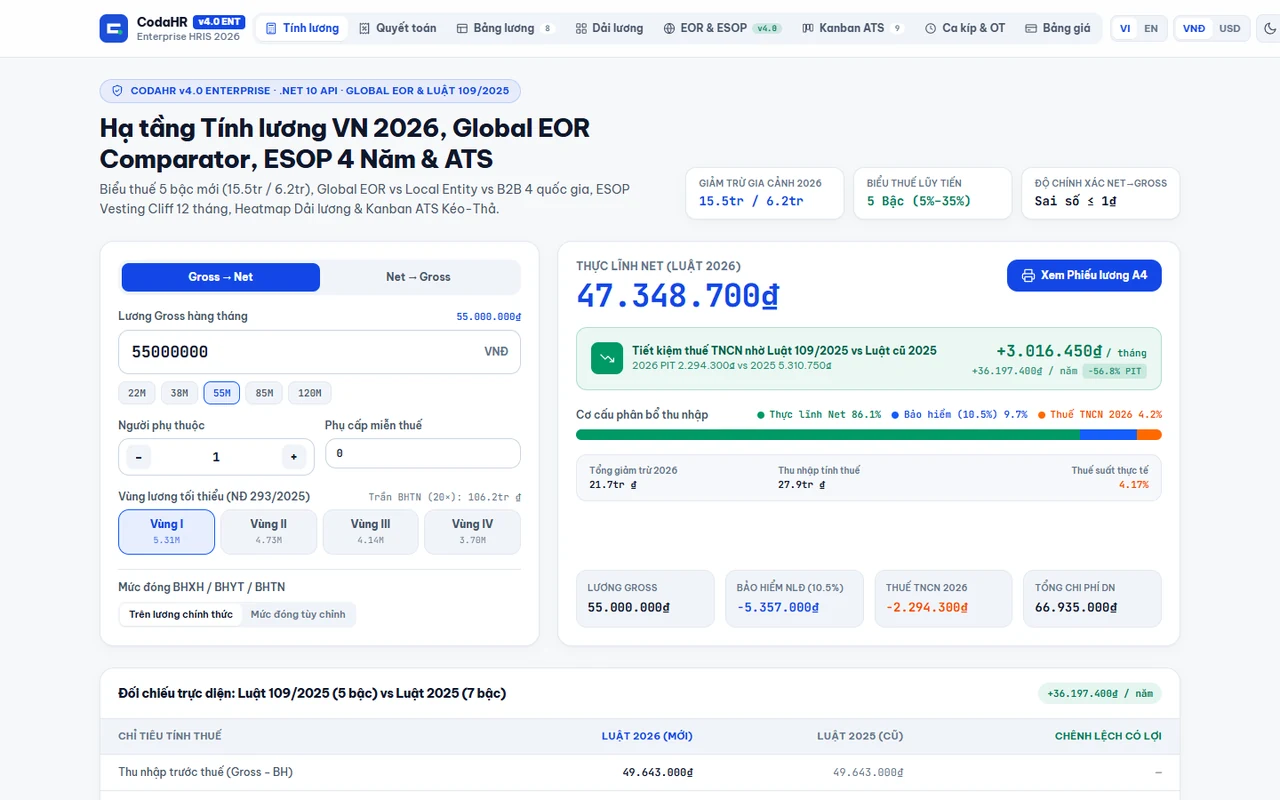 CodaHR v4.0 ENT
Enterprise HRIS 2026
Tính lương
Quyết toán
Bảng lương 8
Dải lương
EOR & ESOP v4.0
Kanban ATS 9
Ca kíp & OT
Bảng giá
VI EN
VNĐ USD
CODAHR v4.0 ENTERPRISE · .NET 10 API · GLOBAL EOR & LUẬT 109/2025
Hạ tầng Tính lương VN 2026, Global EOR
Comparator, ESOP 4 Năm & ATS
Biểu thuế 5 bậc mới (15.5tr / 6.2tr), Global EOR vs Local Entity vs B2B 4 quốc gia, ESOP
Vesting Cliff 12 tháng, Heatmap Dải lương & Kanban ATS Kéo-Thả.
GIẢM TRỪ GIA CẢNH 2026
15.5tr / 6.2tr
BIỂU THUẾ LŨY TIẾN
5 Bậc (5%-35%)
ĐỘ CHÍNH XÁC NET→GROSS
Sai số ≤ 1₫
Gross → Net
Net → Gross
Lương Gross hàng tháng
55.000.000₫
55000000
VNĐ
22M
38M
55M
85M
120M
Người phụ thuộc
Phụ cấp miễn thuế
−
1
+
0
Vùng lương tối thiểu (NĐ 293/2025)
Trần BHTN (20×): 106.2tr ₫
Vùng I
5.31M
Vùng II
4.73M
Vùng III
4.14M
Vùng IV
3.70M
Mức đóng BHXH / BHYT / BHTN
Trên lương chính thức
Mức đóng tùy chỉnh
THỰC LĨNH NET (LUẬT 2026)
47.348.700₫
Xem Phiếu lương A4
Tiết kiệm thuế TNCN nhờ Luật 109/2025 vs Luật cũ 2025
2026 PIT 2.294.300₫ vs 2025 5.310.750₫
+3.016.450₫ / tháng
+36.197.400₫ / năm -56.8% PIT
Cơ cấu phân bổ thu nhập
Thực lĩnh Net 86.1%
Bảo hiểm (10.5%) 9.7%
Thuế TNCN 2026 4.2%
Tổng giảm trừ 2026
21.7tr ₫
Thu nhập tính thuế
27.9tr ₫
Thuế suất thực tế
4.17%
LƯƠNG GROSS
55.000.000₫
BẢO HIỂM NLĐ (10.5%)
-5.357.000₫
THUẾ TNCN 2026
-2.294.300₫
TỔNG CHI PHÍ DN
66.935.000₫
Đối chiếu trực diện: Luật 109/2025 (5 bậc) vs Luật 2025 (7 bậc)
+36.197.400₫ / năm
CHỈ TIÊU TÍNH THUẾ
LUẬT 2026 (MỚI)
LUẬT 2025 (CŨ)
CHÊNH LỆCH CÓ LỢI
Thu nhập trước thuế (Gross - BH)
49.643.000₫
49.643.000₫
—